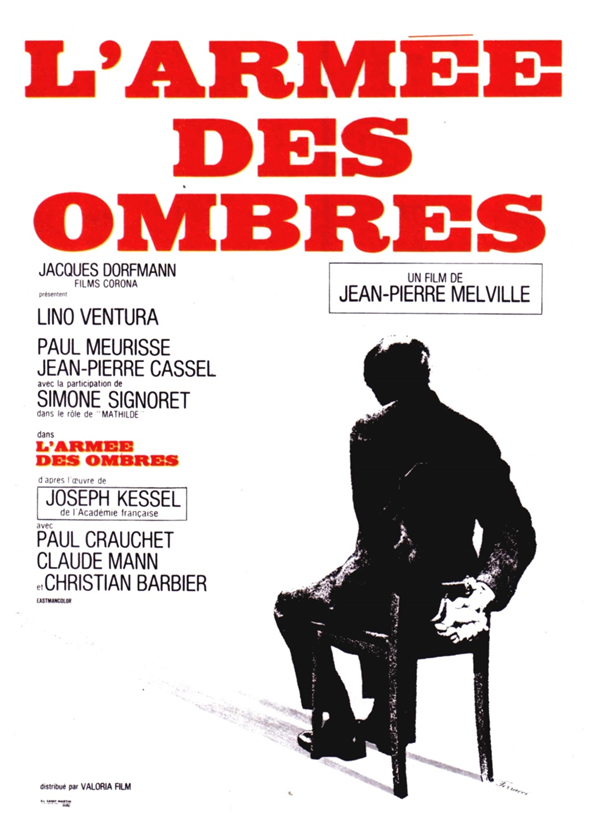 L'ARMÉE
DES
OMBRES
JACQUES DORFMANN
FILMS CORONA
présentent
UN FILM DE
JEAN-PIERRE MELVILLE
LINO VENTURA
PAUL MEURISSE
JEAN-PIERRE CASSEL
avec la participation de
SIMONE SIGNORET
dans le rôle de "MATHILDE"
dans
L'ARMEE
DES OMBRES
d'après l'œuvre de
JOSEPH KESSEL
de l'Académie française
avec
PAUL CRAUCHET
CLAUDE MANN
et CHRISTIAN BARBIER
EASTMANCOLOR
distribué par VALORIA FILM
Ferracci